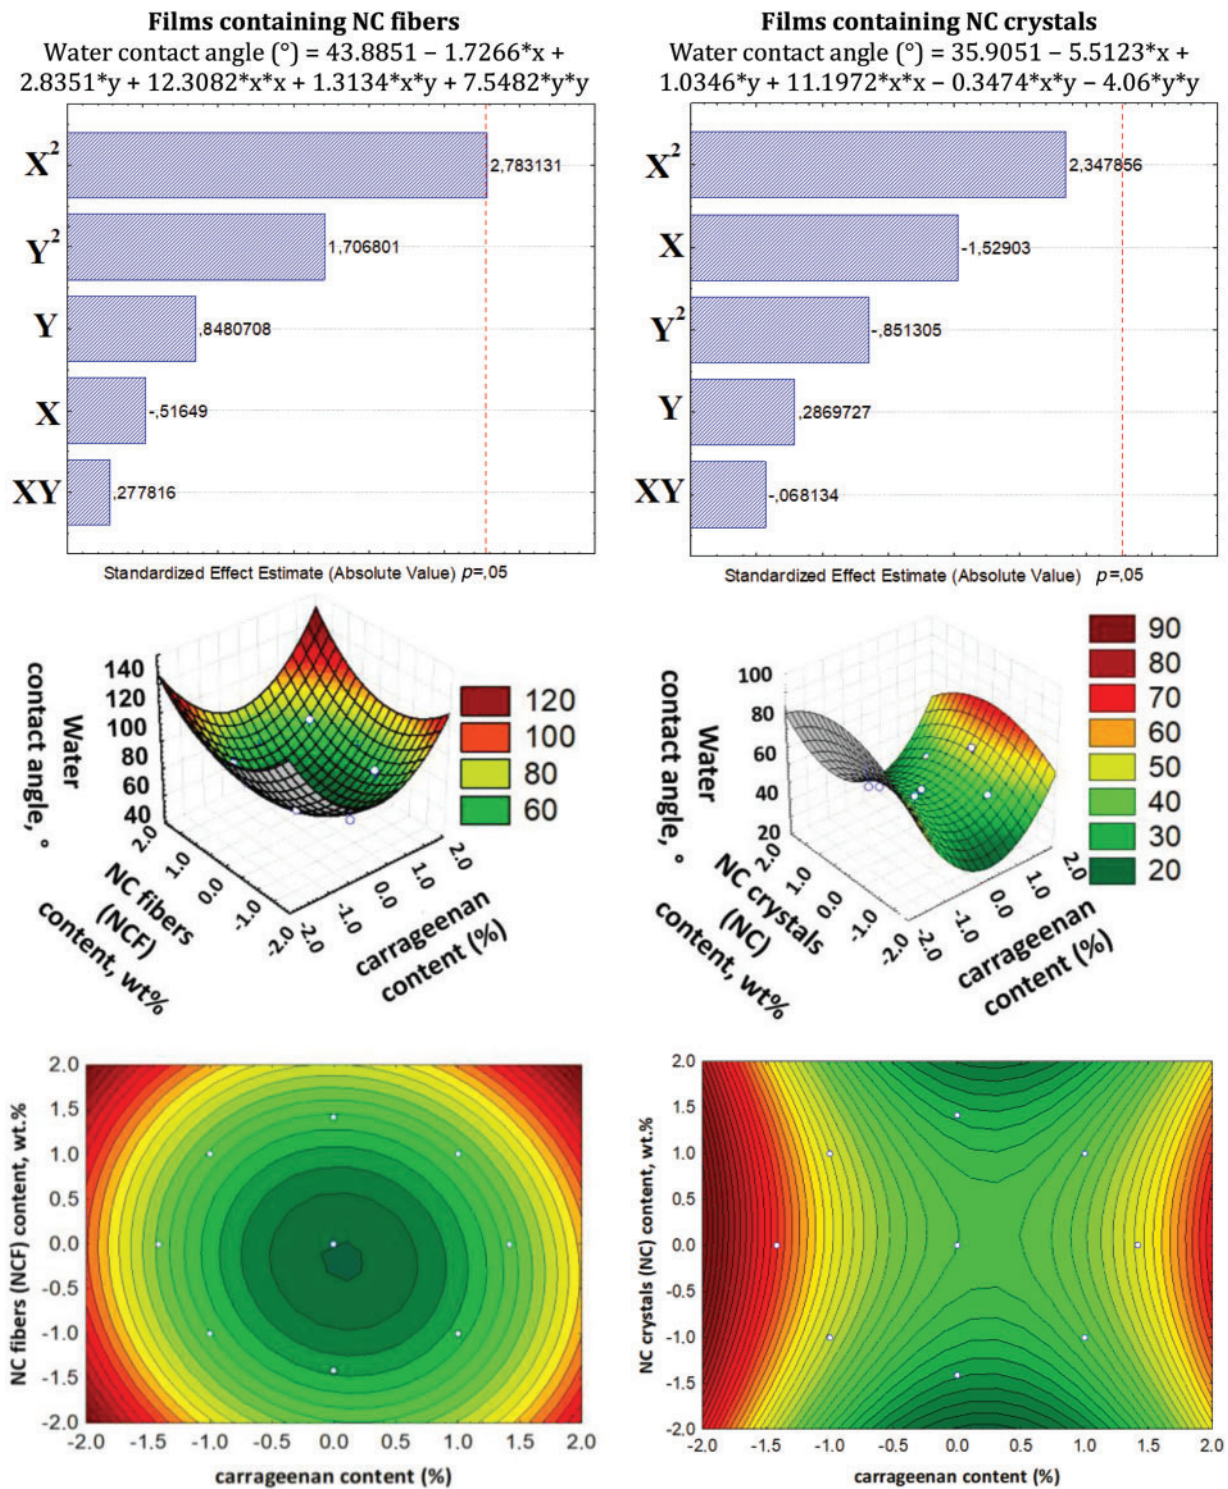 Films containing NC fibers
Water contact angle (°) = 43.8851 – 1.7266*x +
2.8351*y + 12.3082*x*x + 1.3134*x*y + 7.5482*y*y
X²
2,783131
Y²
1,706801
Y
,8480708
X
-,51649
XY
,277816
Standardized Effect Estimate (Absolute Value) p=,05
Films containing NC crystals
Water contact angle (°) = 35.9051 – 5.5123*x +
1.0346*y + 11.1972*x*x – 0.3474*x*y – 4.06*y*y
X²
2,347856
X
-1,52903
Y²
-,851305
Y
,2869727
XY
-,068134
Standardized Effect Estimate (Absolute Value) p=,05
Water
contact angle, °
140
120
100
80
60
40
2.0
1.0
0.0
-1.0
-2.0
NC fibers
(NCF)
content, wt%
-2.0
-1.0
0.0
1.0
2.0
carrageenan
content (%)
120
100
80
60
Water
contact angle, °
100
80
60
40
20
2.0
1.0
0.0
-1.0
-2.0
NC crystals
(NC)
content, wt%
-2.0
-1.0
0.0
1.0
2.0
carrageenan
content (%)
90
80
70
60
50
40
30
20
NC fibers (NCF) content, wt.%
2.0
1.5
1.0
0.5
0.0
-0.5
-1.0
-1.5
-2.0
-2.0 -1.5 -1.0 -0.5 0.0 0.5 1.0 1.5 2.0
carrageenan content (%)
NC crystals (NC) content, wt.%
2.0
1.5
1.0
0.5
0.0
-0.5
-1.0
-1.5
-2.0
-2.0 -1.5 -1.0 -0.5 0.0 0.5 1.0 1.5 2.0
carrageenan content (%)